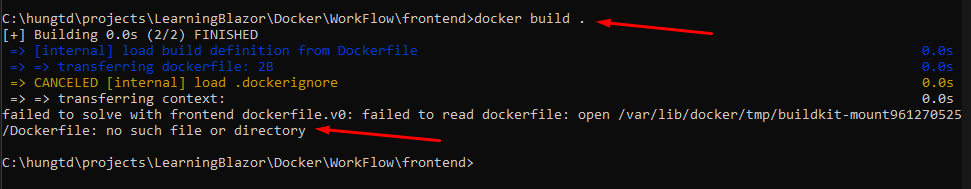 C:\hungtd\projects\LearningBlazor\Docker\WorkFlow\frontend>docker build .
[+] Building 0.0s (2/2) FINISHED
=> [internal] load build definition from Dockerfile 0.0s
=> => transferring dockerfile: 2B 0.0s
=> CANCELED [internal] load .dockerignore 0.0s
=> => transferring context: 0.0s
failed to solve with frontend dockerfile.v0: failed to read dockerfile: open /var/lib/docker/tmp/buildkit-mount961270525
/Dockerfile: no such file or directory
C:\hungtd\projects\LearningBlazor\Docker\WorkFlow\frontend>